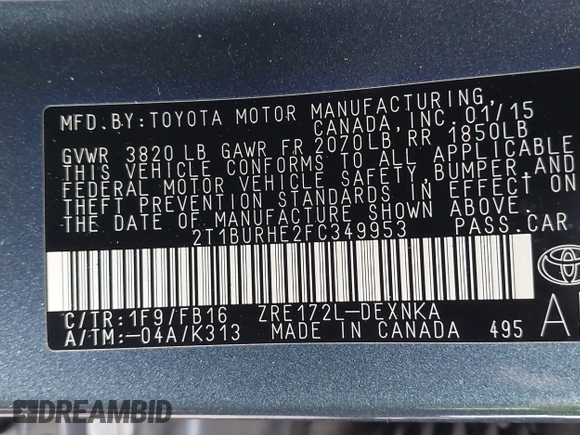 MFD.BY:TOYOTA MOTOR MANUFACTURING,
CANADA, INC. 01/15
GVWR 3820 LB GAWR FR 2070LB, RR 1850LB
THIS VEHICLE CONFORMS TO ALL APPLICABLE
FEDERAL MOTOR VEHICLE SAFETY, BUMPER, AND
THEFT PREVENTION STANDARDS IN EFFECT ON
THE DATE OF MANUFACTURE SHOWN ABOVE.
2T1BURHE2FC349953 PASS.CAR
C/TR:1F9/FB16 ZRE172L-DEXNKA
A/TM:-04A/K313 MADE IN CANADA 495 A
DREAMBID